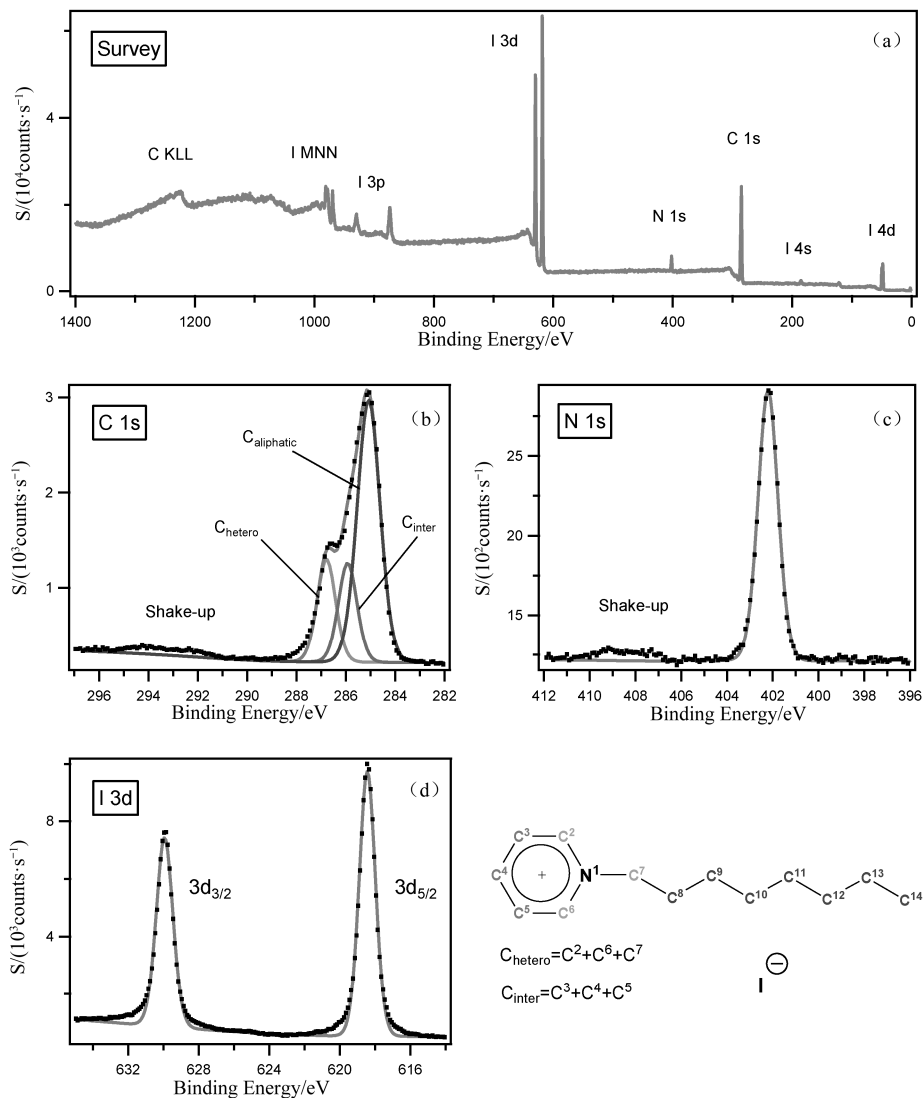 Survey
(a)
S/(10⁴counts·s⁻¹)
I 3d
C KLL
I MNN
I 3p
N 1s
C 1s
I 4s
I 4d
4
0
1400 1200 1000 800 600 400 200 0
Binding Energy/eV
C 1s
(b)
S/(10³counts·s⁻¹)
3
2
1
C_aliphatic
C_hetero
C_inter
Shake-up
296 294 292 290 288 286 284 282
Binding Energy/eV
N 1s
(c)
S/(10²counts·s⁻¹)
25
20
15
Shake-up
412 410 408 406 404 402 400 398 396
Binding Energy/eV
I 3d
(d)
S/(10³counts·s⁻¹)
8
4
3d_3/2
3d_5/2
632 628 624 620 616
Binding Energy/eV
C³ C²
C⁴ + N¹ C⁷ C⁹ C¹¹ C¹³
C⁵ C⁶ C⁸ C¹⁰ C¹² C¹⁴
C_hetero=C²+C⁶+C⁷
C_inter=C³+C⁴+C⁵
I ⊖